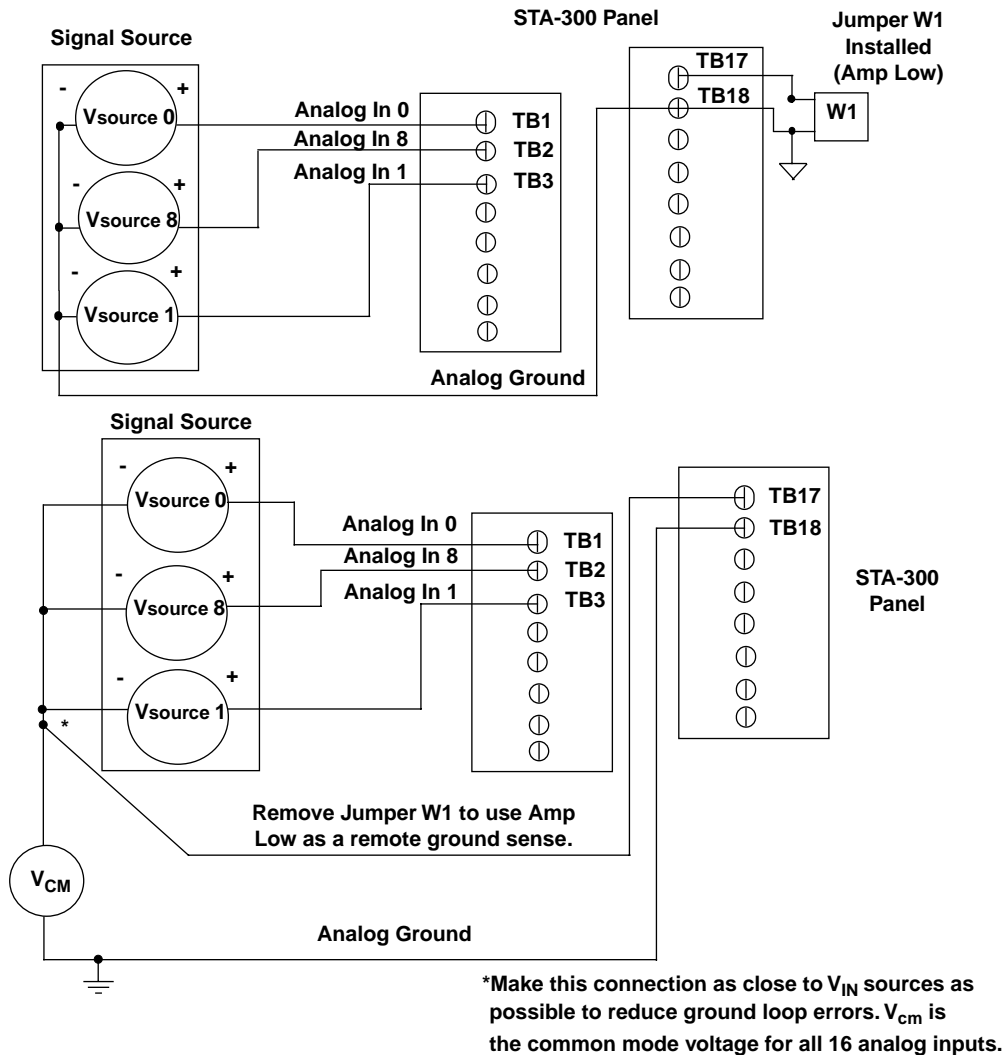 STA-300 Panel
Signal Source
Jumper W1
Installed
(Amp Low)
TB17
TB18
W1
- +
Vsource 0
- +
Vsource 8
- +
Vsource 1
Analog In 0
Analog In 8
Analog In 1
TB1
TB2
TB3
Analog Ground
Signal Source
- +
Vsource 0
- +
Vsource 8
- +
Vsource 1
*
Analog In 0
Analog In 8
Analog In 1
TB1
TB2
TB3
TB17
TB18
STA-300
Panel
Remove Jumper W1 to use Amp
Low as a remote ground sense.
VCM
Analog Ground
*Make this connection as close to VIN sources as
possible to reduce ground loop errors. Vcm is
the common mode voltage for all 16 analog inputs.